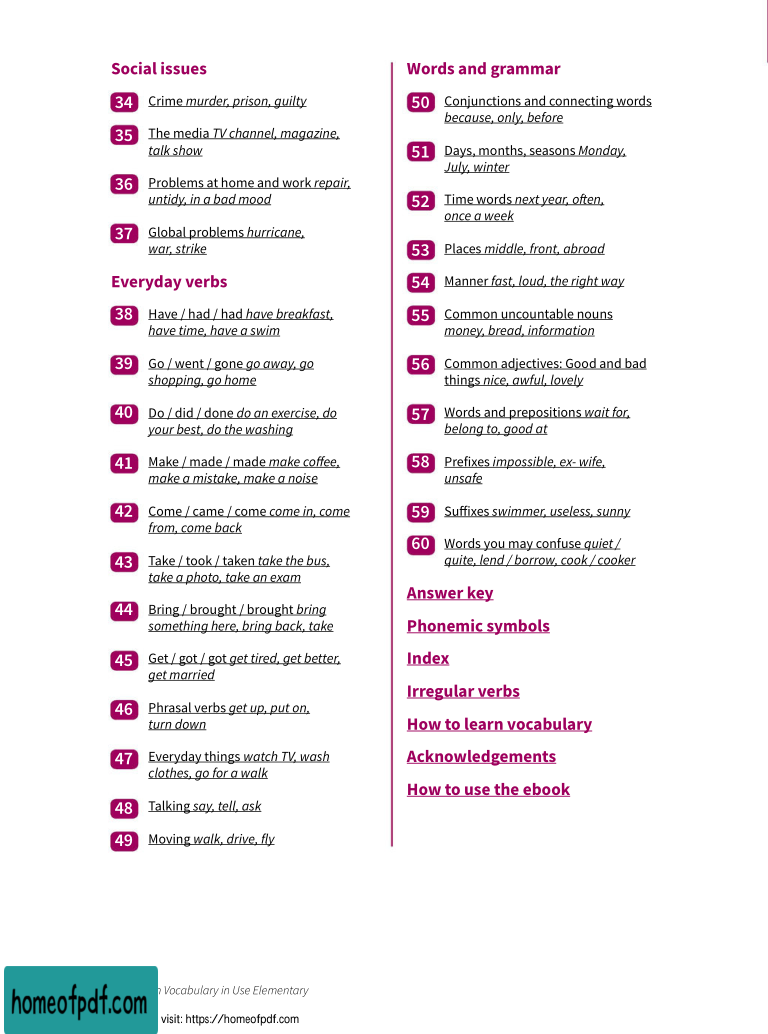 Social issues
34 Crime murder, prison, guilty
35 The media TV channel, magazine,
talk show
36 Problems at home and work repair,
untidy, in a bad mood
37 Global problems hurricane,
war, strike
Everyday verbs
38 Have / had / had have breakfast,
have time, have a swim
39 Go / went / gone go away, go
shopping, go home
40 Do / did / done do an exercise, do
your best, do the washing
41 Make / made / made make coffee,
make a mistake, make a noise
42 Come / came / come come in, come
from, come back
43 Take / took / taken take the bus,
take a photo, take an exam
44 Bring / brought / brought bring
something here, bring back, take
45 Get / got / got get tired, get better,
get married
46 Phrasal verbs get up, put on,
turn down
47 Everyday things watch TV, wash
clothes, go for a walk
48 Talking say, tell, ask
49 Moving walk, drive, fly
Words and grammar
50 Conjunctions and connecting words
because, only, before
51 Days, months, seasons Monday,
July, winter
52 Time words next year, often,
once a week
53 Places middle, front, abroad
54 Manner fast, loud, the right way
55 Common uncountable nouns
money, bread, information
56 Common adjectives: Good and bad
things nice, awful, lovely
57 Words and prepositions wait for,
belong to, good at
58 Prefixes impossible, ex- wife,
unsafe
59 Suffixes swimmer, useless, sunny
60 Words you may confuse quiet /
quite, lend / borrow, cook / cooker
Answer key
Phonemic symbols
Index
Irregular verbs
How to learn vocabulary
Acknowledgements
How to use the ebook
Vocabulary in Use Elementary
homeofpdf.com
visit: https://homeofpdf.com